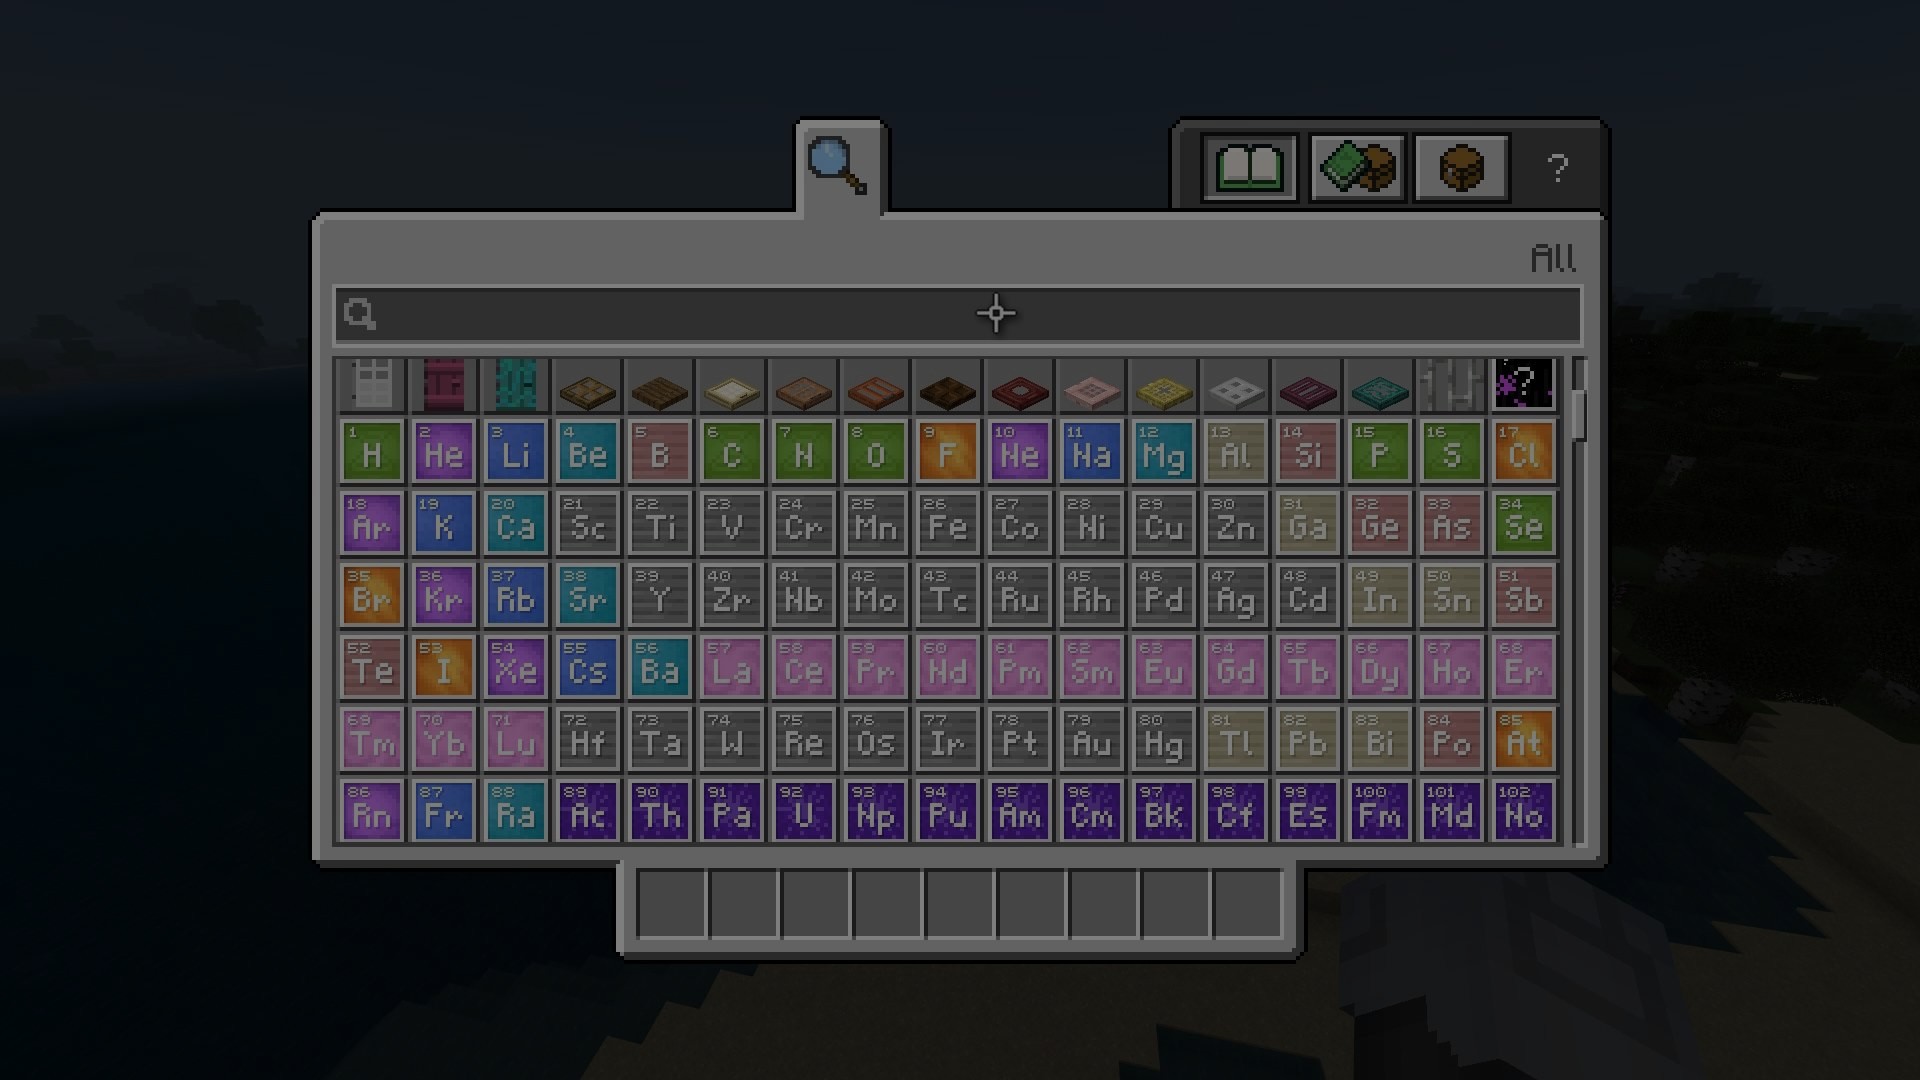 ?
All
?
1 H 2 He 3 Li 4 Be 5 B 6 C 7 N 8 O 9 F 10 Ne 11 Na 12 Mg 13 Al 14 Si 15 P 16 S 17 Cl
18 Ar 19 K 20 Ca 21 Sc 22 Ti 23 V 24 Cr 25 Mn 26 Fe 27 Co 28 Ni 29 Cu 30 Zn 31 Ga 32 Ge 33 As 34 Se
35 Br 36 Kr 37 Rb 38 Sr 39 Y 40 Zr 41 Nb 42 Mo 43 Tc 44 Ru 45 Rh 46 Pd 47 Ag 48 Cd 49 In 50 Sn 51 Sb
52 Te 53 I 54 Xe 55 Cs 56 Ba 57 La 58 Ce 59 Pr 60 Nd 61 Pm 62 Sm 63 Eu 64 Gd 65 Tb 66 Dy 67 Ho 68 Er
69 Tm 70 Yb 71 Lu 72 Hf 73 Ta 74 W 75 Re 76 Os 77 Ir 78 Pt 79 Au 80 Hg 81 Tl 82 Pb 83 Bi 84 Po 85 At
86 Rn 87 Fr 88 Ra 89 Ac 90 Th 91 Pa 92 U 93 Np 94 Pu 95 Am 96 Cm 97 Bk 98 Cf 99 Es 100 Fm 101 Md 102 No